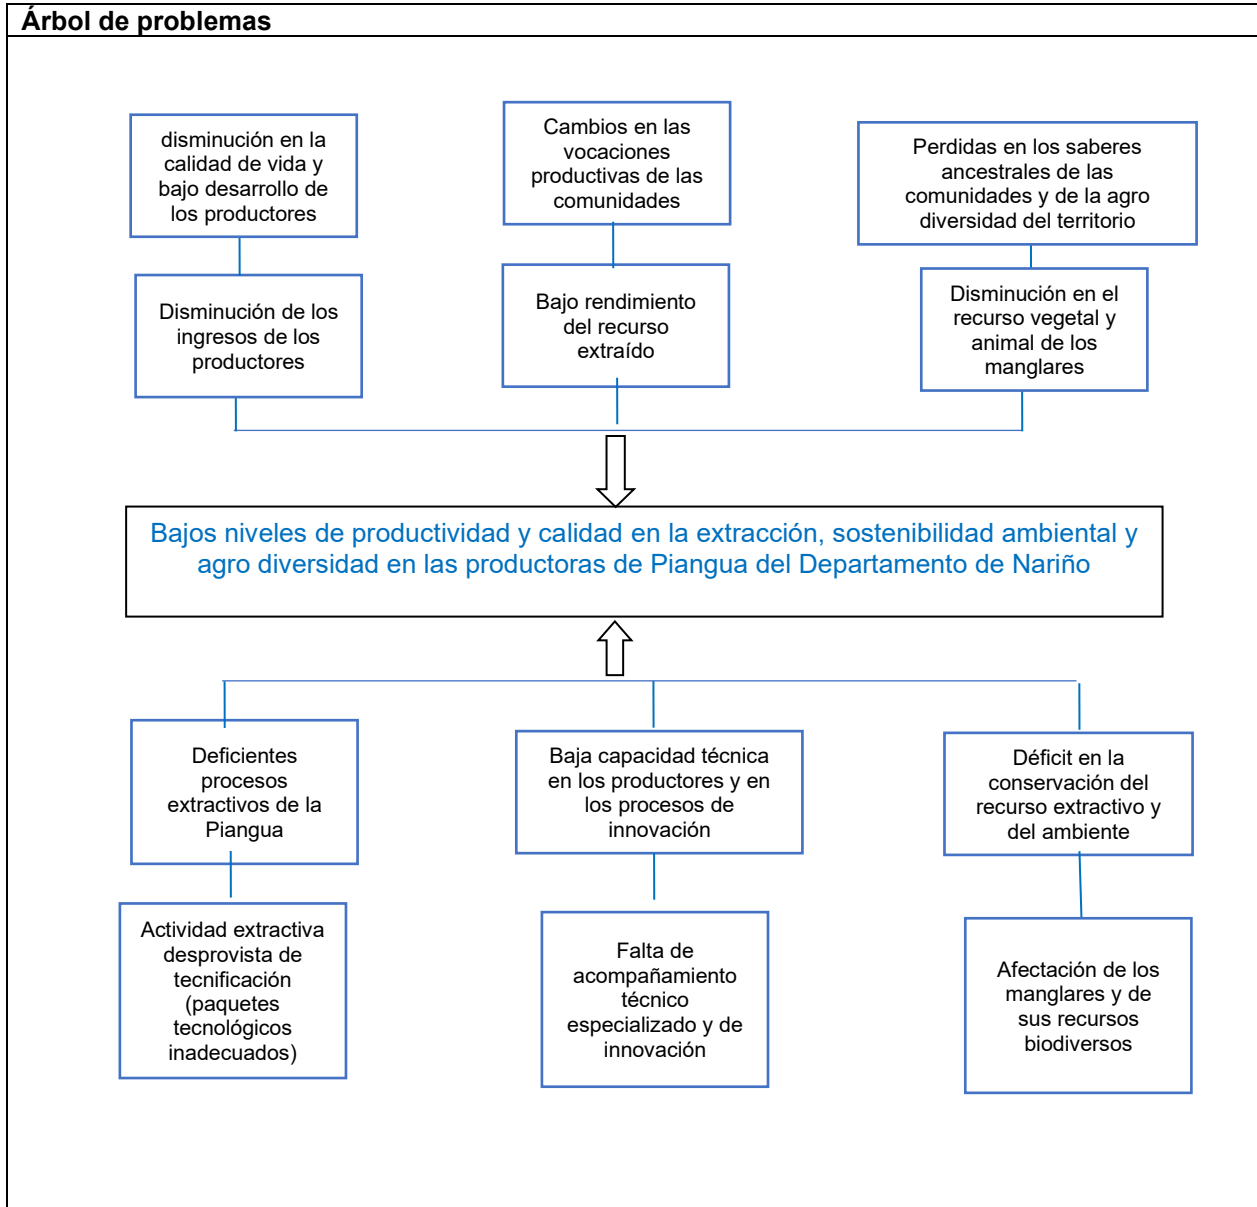 Árbol de problemas
disminución en la
calidad de vida y
bajo desarrollo de
los productores
Cambios en las
vocaciones
productivas de las
comunidades
Perdidas en los saberes
ancestrales de las
comunidades y de la agro
diversidad del territorio
Disminución de los
ingresos de los
productores
Bajo rendimiento
del recurso
extraído
Disminución en el
recurso vegetal y
animal de los
manglares
Bajos niveles de productividad y calidad en la extracción, sostenibilidad ambiental y
agro diversidad en las productoras de Piangua del Departamento de Nariño
Deficientes
procesos
extractivos de la
Piangua
Baja capacidad técnica
en los productores y en
los procesos de
innovación
Déficit en la
conservación del
recurso extractivo y
del ambiente
Actividad extractiva
desprovista de
tecnificación
(paquetes
tecnológicos
inadecuados)
Falta de
acompañamiento
técnico
especializado y de
innovación
Afectación de los
manglares y de
sus recursos
biodiversos